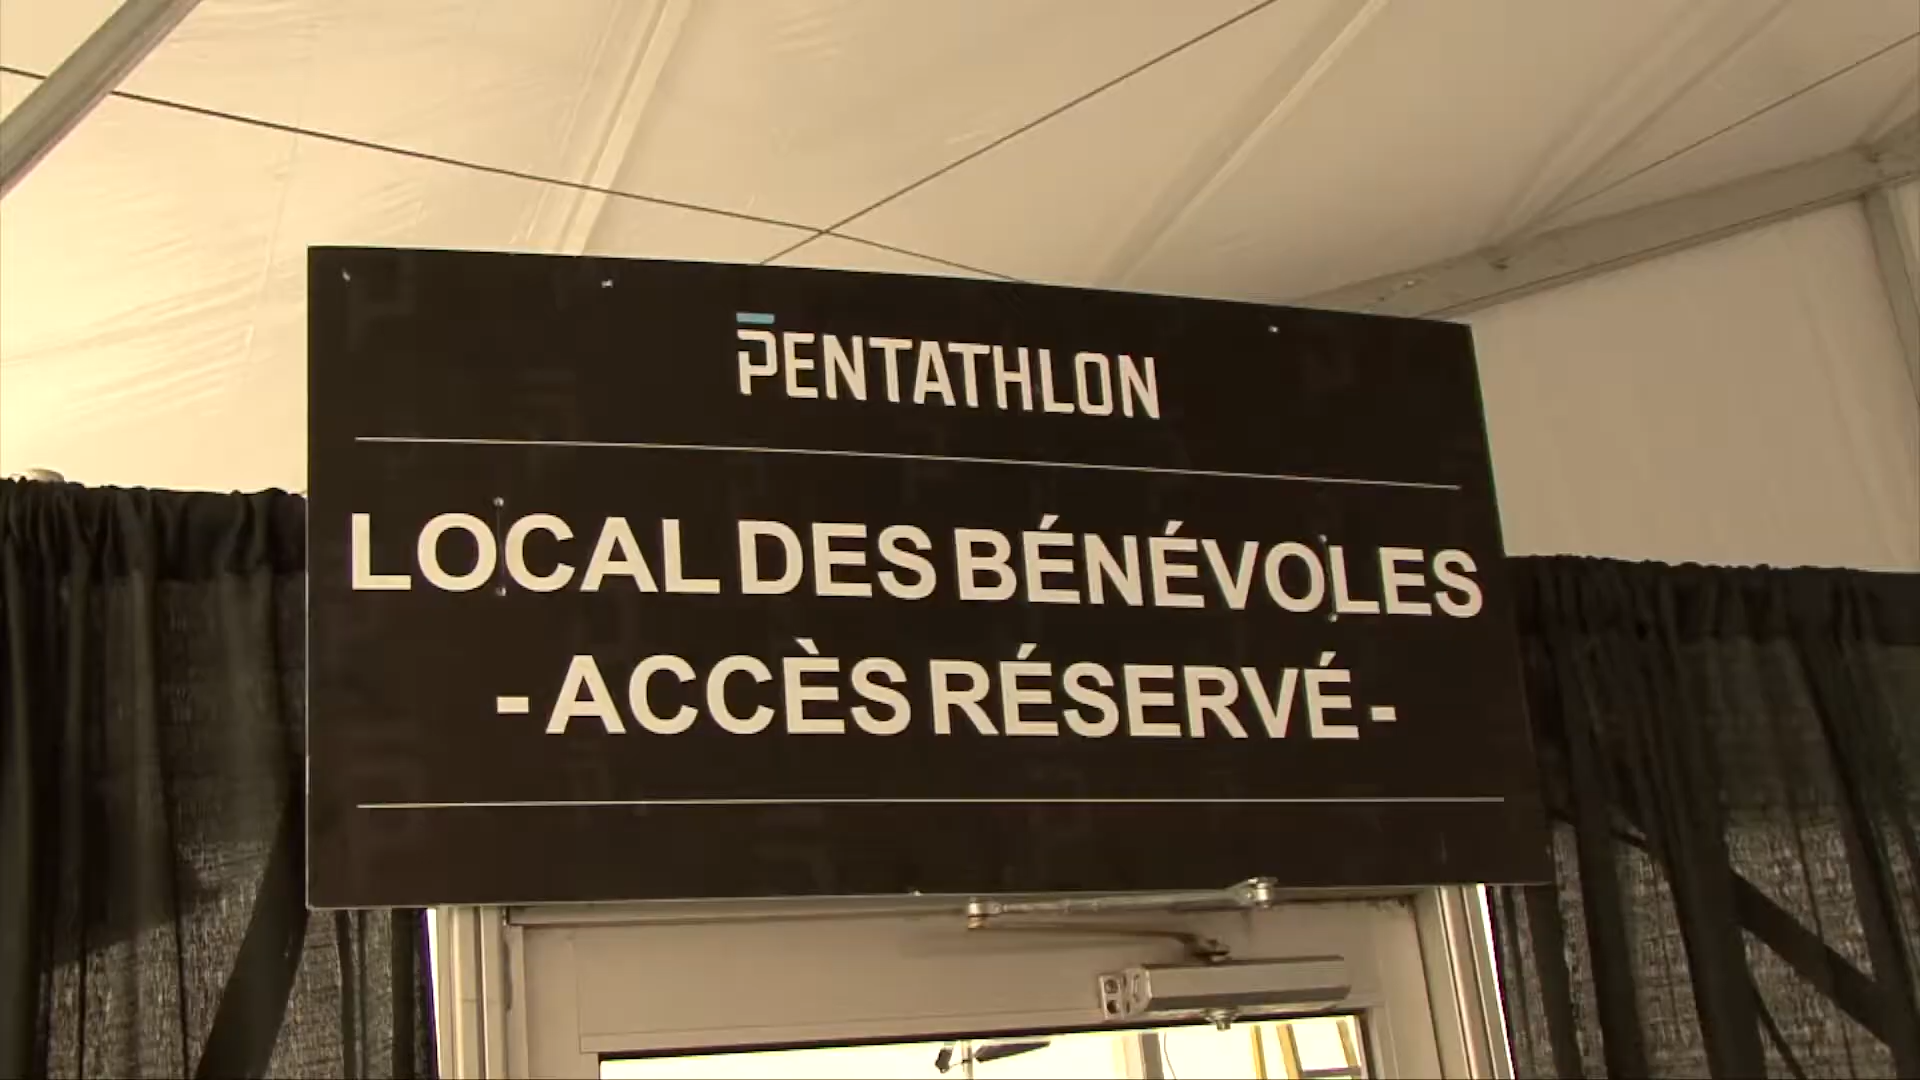 PENTATHLON
LOCAL DES BÉNÉVOLES
- ACCÈS RÉSERVÉ -